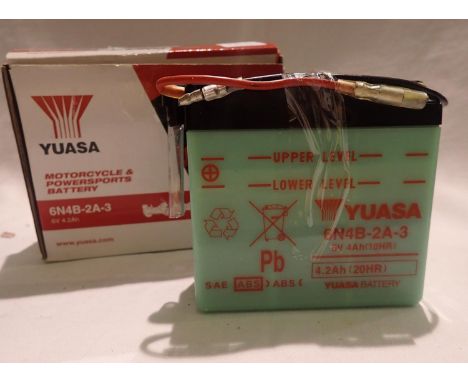 YUASA
MOTORCYCLE &
POWERSPORTS
BATTERY
6N4B-2A-3
6V 4.2Ah
www.yuasa.com
UPPER LEVEL
LOWER LEVEL
YUASA
6N4B-2A-3
6V 4Ah(10HR)
Pb
4.2Ah(20HR)
SAE ABS ABS
YUASA BATTERY